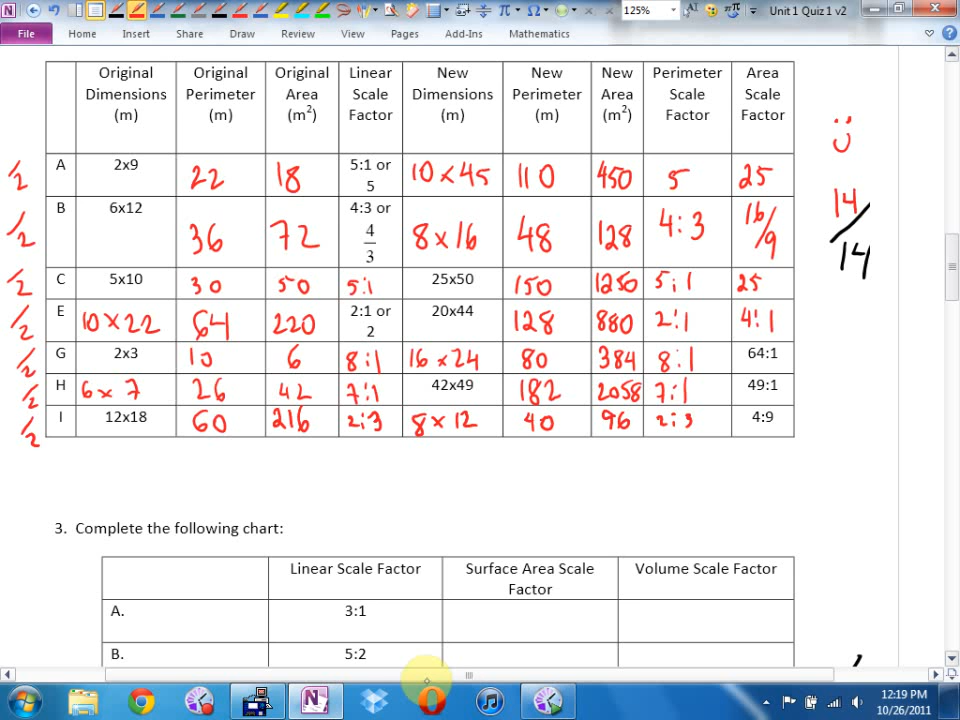 125% Unit 1 Quiz 1 v2
File Home Insert Share Draw Review View Pages Add-Ins Mathematics
Original Dimensions (m) Original Perimeter (m) Original Area (m²) Linear Scale Factor New Dimensions (m) New Perimeter (m) New Area (m²) Perimeter Scale Factor Area Scale Factor
/2 A 2x9 22 18 5:1 or 5 10 x 45 110 450 5 25
/2 B 6x12 36 72 4:3 or 4/3 8 x 16 48 128 4:3 16/9
14/14
/2 C 5x10 30 50 5:1 25x50 150 1250 5:1 25
/2 E 10 x 22 64 220 2:1 or 2 20x44 128 880 2:1 4:1
/2 G 2x3 10 6 8:1 16 x 24 80 384 8:1 64:1
/2 H 6 x 7 26 42 7:1 42x49 182 2058 7:1 49:1
/2 I 12x18 60 216 2:3 8 x 12 40 96 2:3 4:9
3. Complete the following chart:
Linear Scale Factor Surface Area Scale Factor Volume Scale Factor
A. 3:1
B. 5:2
12:19 PM
10/26/2011